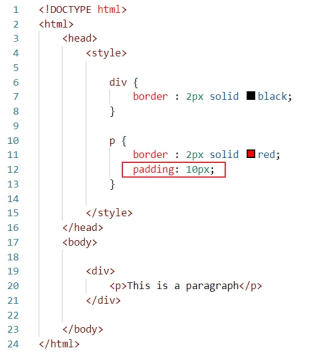 1 <!DOCTYPE html>
2 <html>
3     <head>
4         <style>
5
6             div {
7                 border : 2px solid black;
8             }
9
10             p {
11                 border : 2px solid red;
12                 padding: 10px;
13             }
14
15         </style>
16     </head>
17     <body>
18
19         <div>
20             <p>This is a paragraph</p>
21         </div>
22
23     </body>
24 </html>